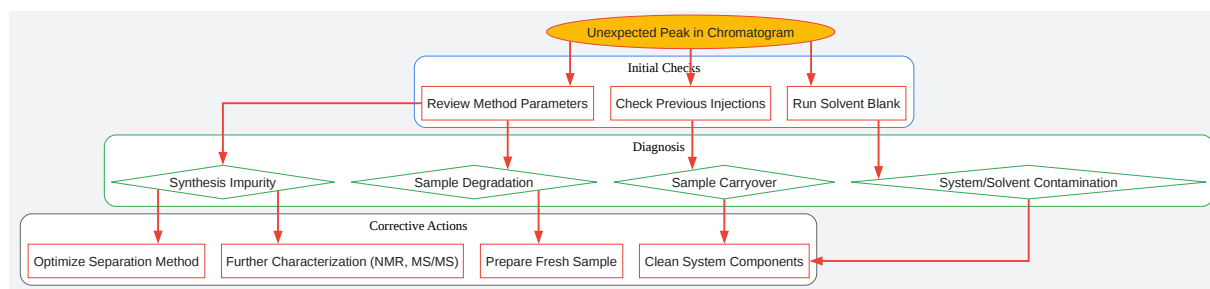 Unexpected Peak in Chromatogram
Initial Checks
Review Method Parameters
Check Previous Injections
Run Solvent Blank
Diagnosis
Synthesis Impurity
Sample Degradation
Sample Carryover
System/Solvent Contamination
Corrective Actions
Optimize Separation Method
Further Characterization (NMR, MS/MS)
Prepare Fresh Sample
Clean System Components